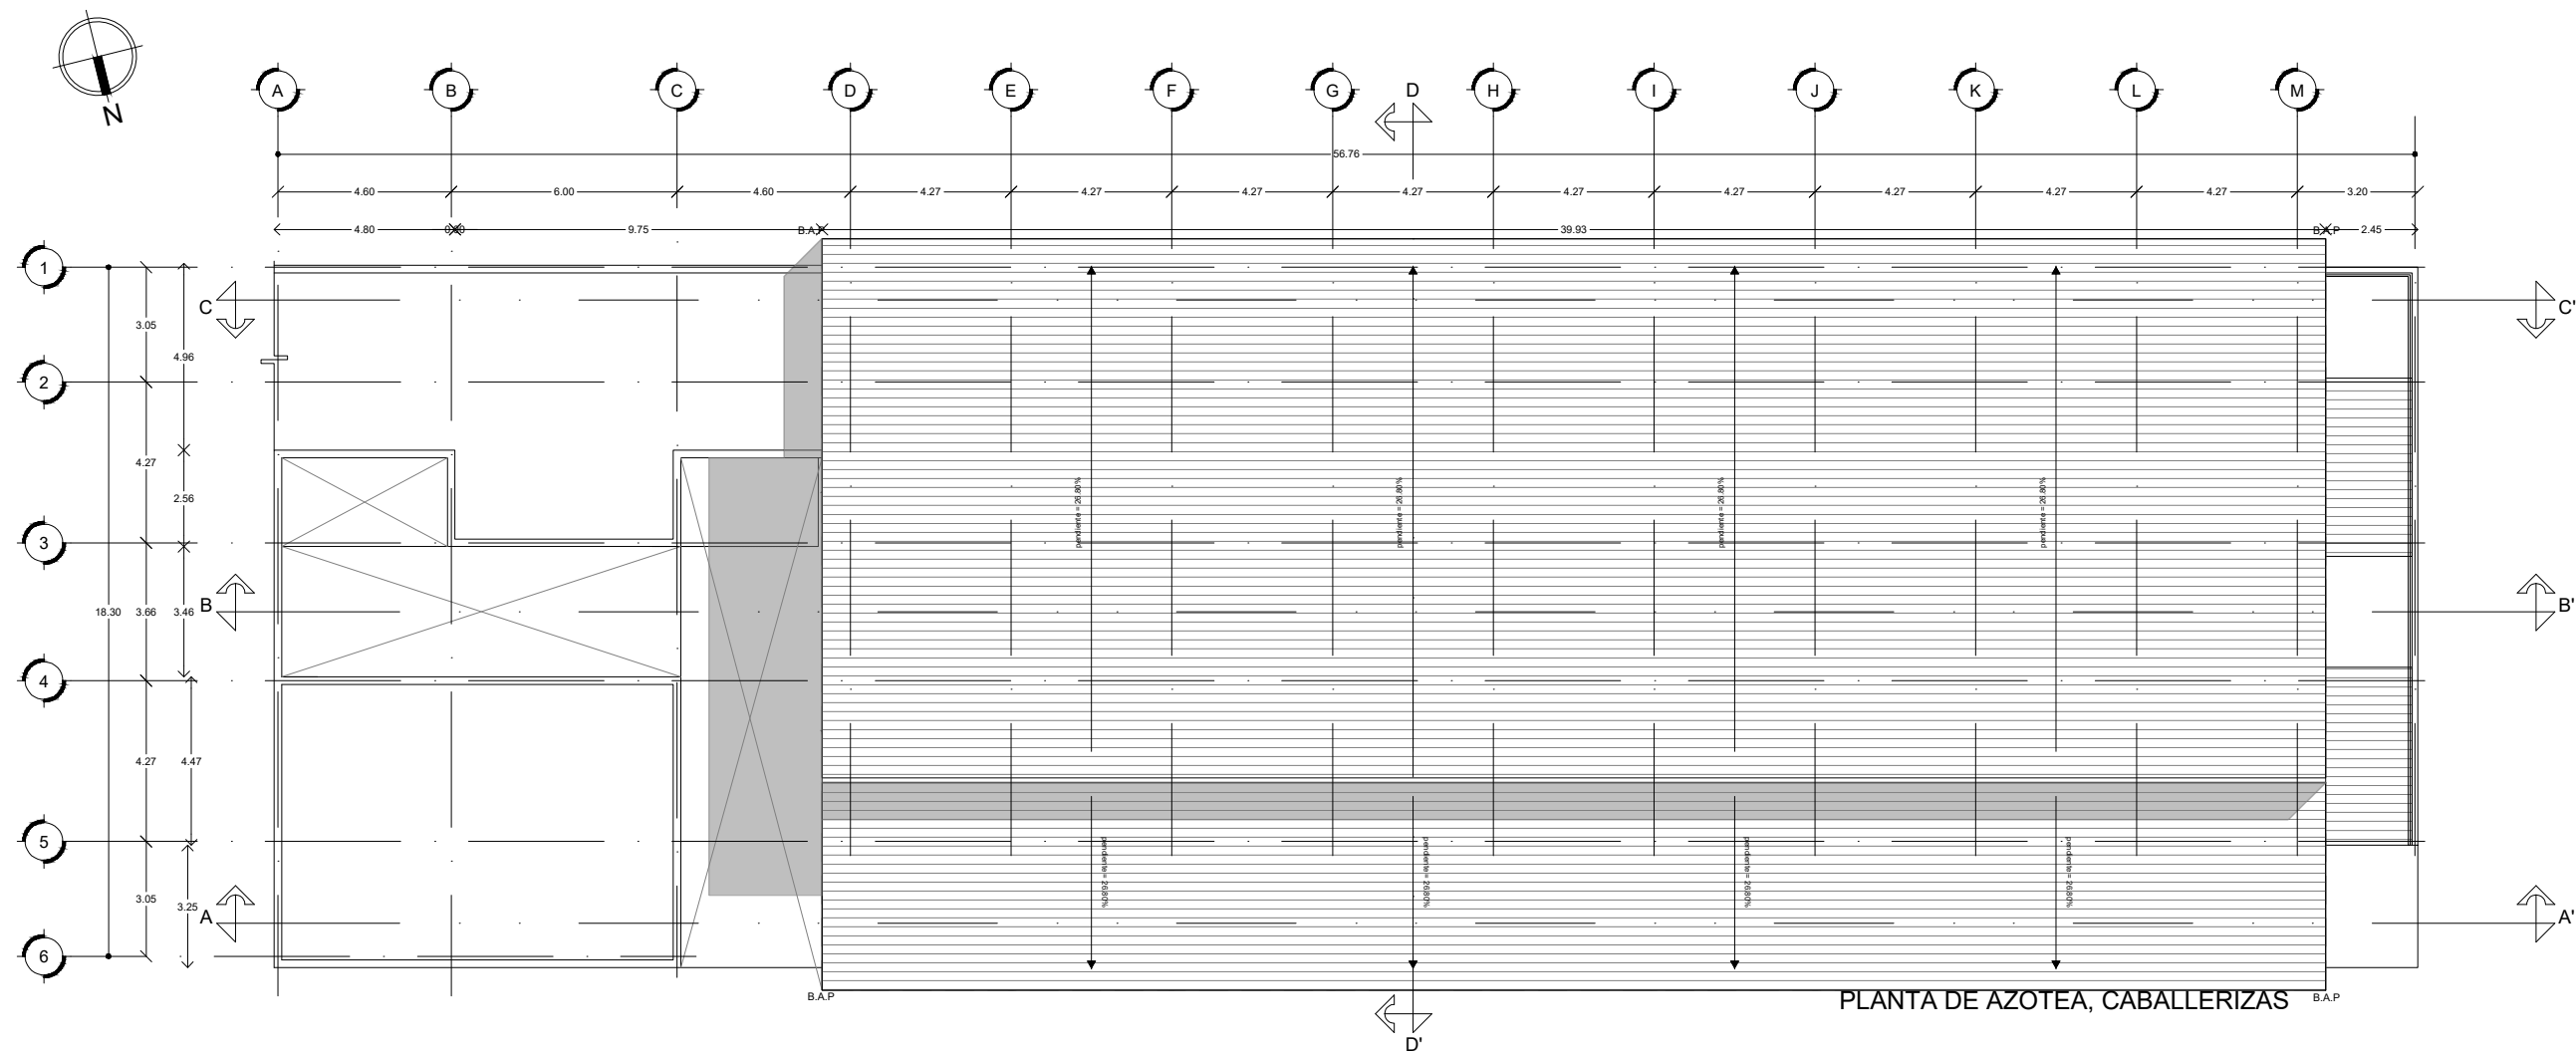 N
A B C D E F G D H I J K L M
56.76
4.60 6.00 4.60 4.27 4.27 4.27 4.27 4.27 4.27 4.27 4.27 4.27 3.20
4.80 9.75 B.A.P 39.93 B.A.P 2.45
1
C C'
3.05
4.96
2
4.27
2.56
pendiente = 26.80% pendiente = 26.80% pendiente = 26.80% pendiente = 26.80%
3
B B'
18.30 3.66 3.46
4
4.27 4.47
5
pendiente = 26.80% pendiente = 26.80% pendiente = 26.80% pendiente = 26.80%
3.05 3.25
A A'
6
B.A.P PLANTA DE AZOTEA, CABALLERIZAS B.A.P
D'